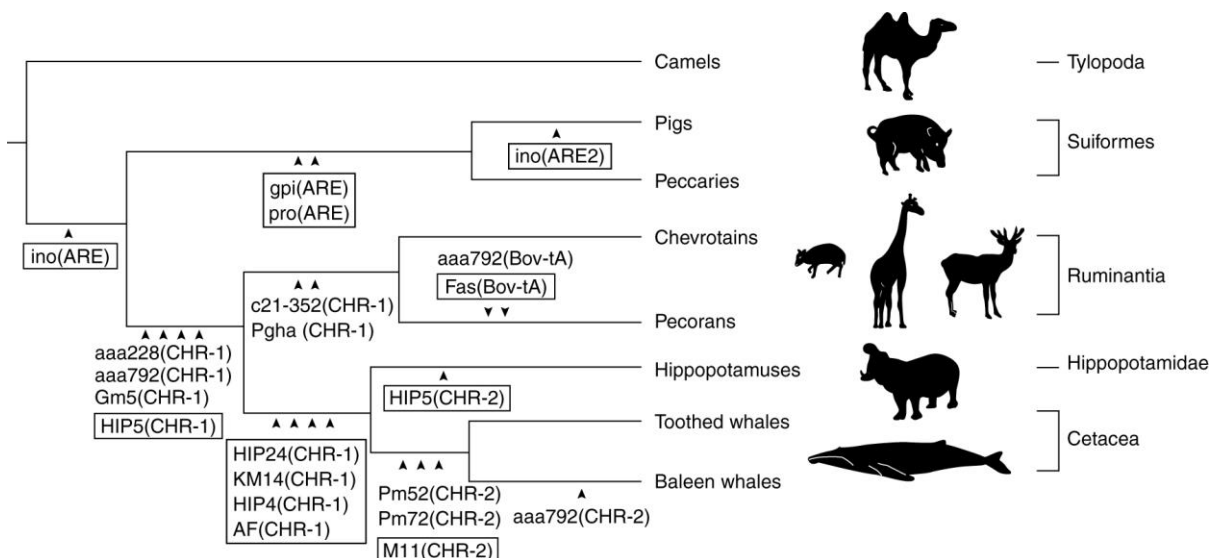 Camels
Tylopoda
Pigs
ino(ARE2)
Suiformes
gpi(ARE)
pro(ARE)
Peccaries
ino(ARE)
Chevrotains
aaa792(Bov-tA)
Fas(Bov-tA)
Ruminantia
c21-352(CHR-1)
Pgha (CHR-1)
Pecorans
aaa228(CHR-1)
aaa792(CHR-1)
Gm5(CHR-1)
HIP5(CHR-1)
Hippopotamuses
Hippopotamidae
HIP5(CHR-2)
Toothed whales
Cetacea
HIP24(CHR-1)
KM14(CHR-1)
HIP4(CHR-1)
AF(CHR-1)
Baleen whales
Pm52(CHR-2)
Pm72(CHR-2)
M11(CHR-2)
aaa792(CHR-2)